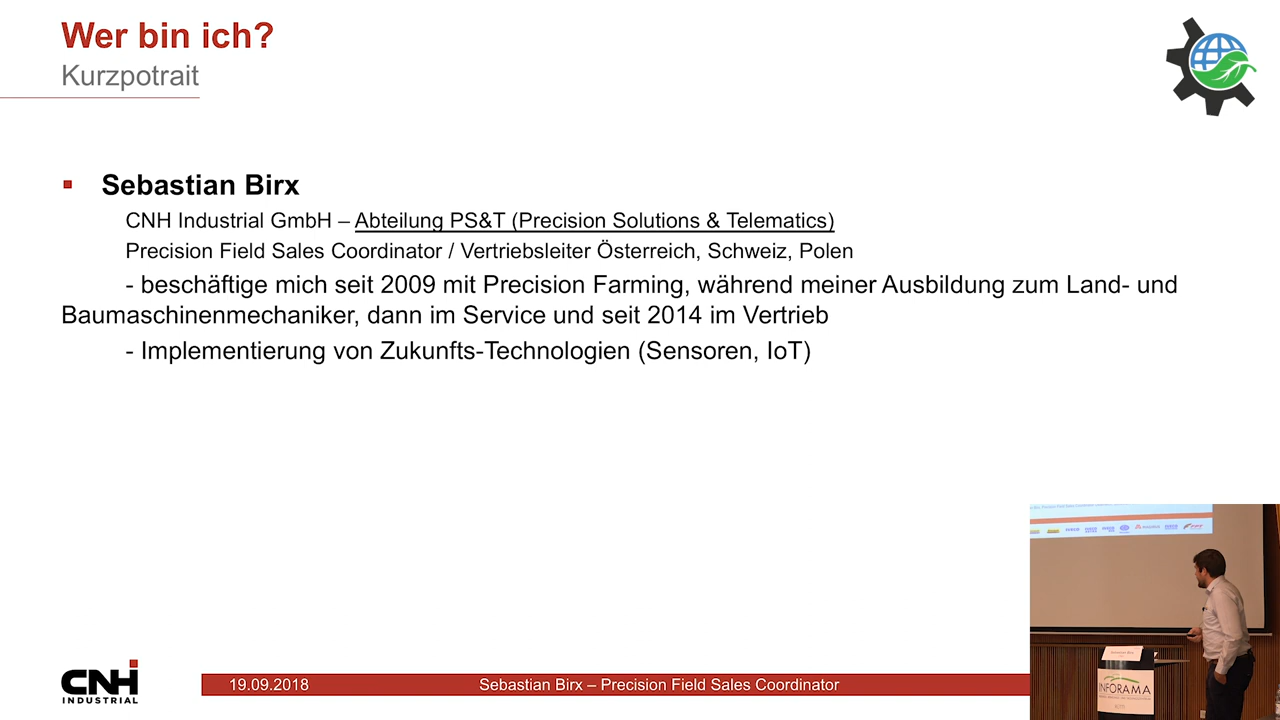 Wer bin ich?
Kurzpotrait
Sebastian Birx
CNH Industrial GmbH – Abteilung PS&T (Precision Solutions & Telematics)
Precision Field Sales Coordinator / Vertriebsleiter Österreich, Schweiz, Polen
- beschäftige mich seit 2009 mit Precision Farming, während meiner Ausbildung zum Land- und
Baumaschinenmechaniker, dann im Service und seit 2014 im Vertrieb
- Implementierung von Zukunfts-Technologien (Sensoren, IoT)
CNH
INDUSTRIAL
19.09.2018
Sebastian Birx – Precision Field Sales Coordinator
INFORAMA